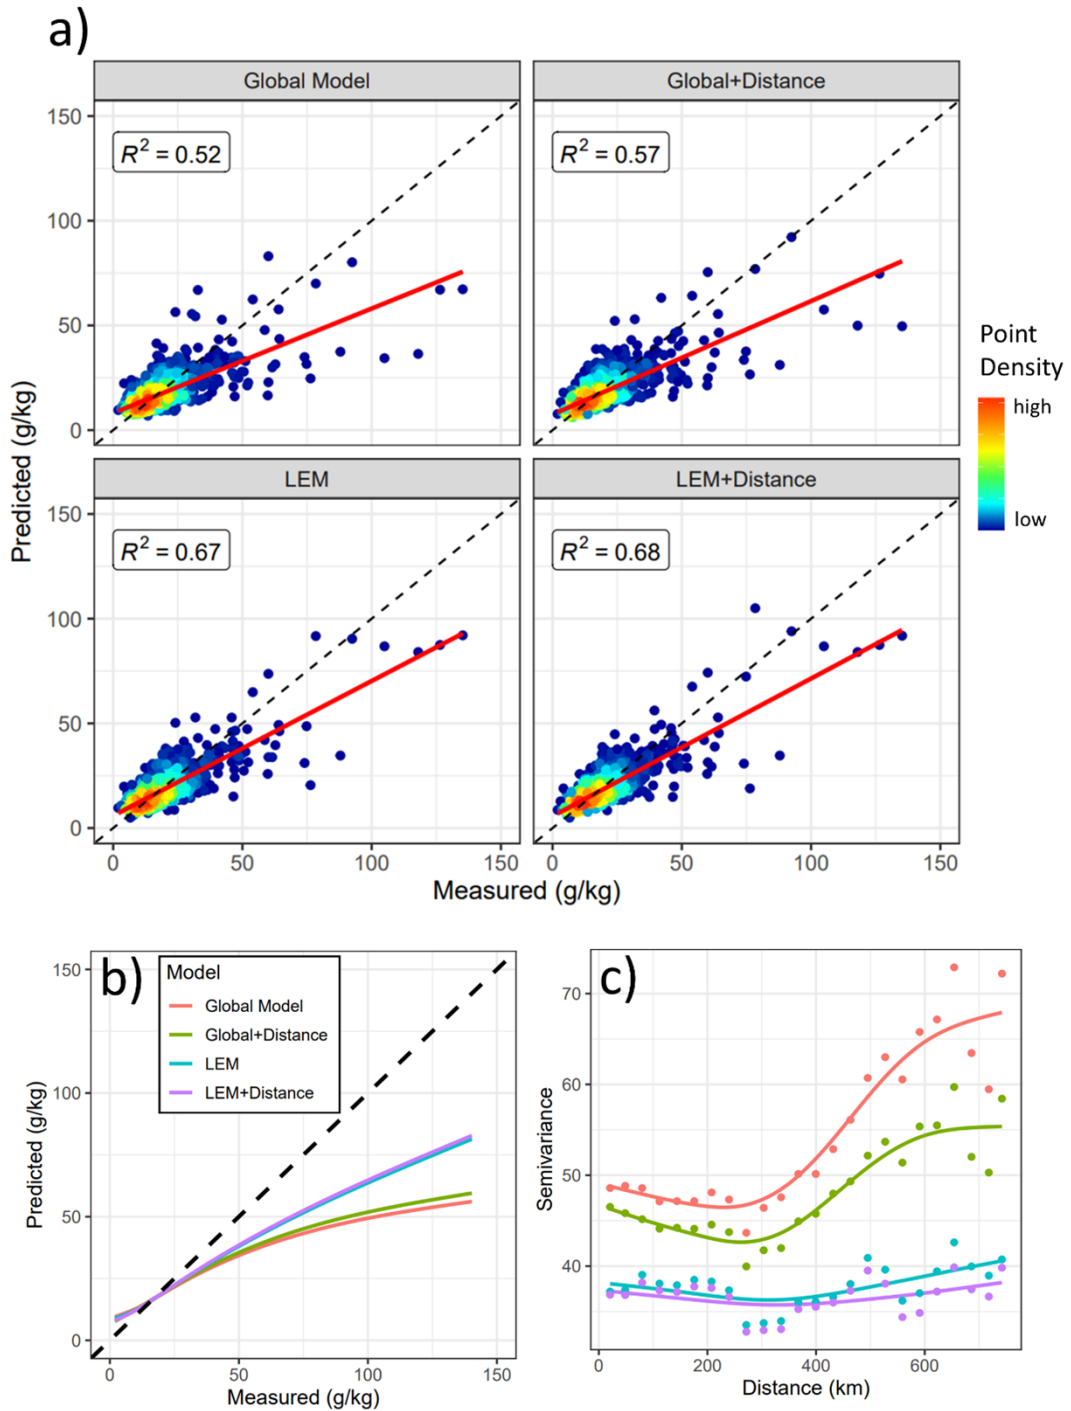 a)
Global Model
Global+Distance
150
100
50
0
R² = 0.52
R² = 0.57
Point
Density
high
low
Predicted (g/kg)
LEM
LEM+Distance
150
100
50
0
R² = 0.67
R² = 0.68
0 50 100 150
0 50 100 150
Measured (g/kg)
b)
Model
Global Model
Global+Distance
LEM
LEM+Distance
150
100
50
0
Predicted (g/kg)
0 50 100 150
Measured (g/kg)
c)
70
60
50
40
Semivariance
0 200 400 600
Distance (km)